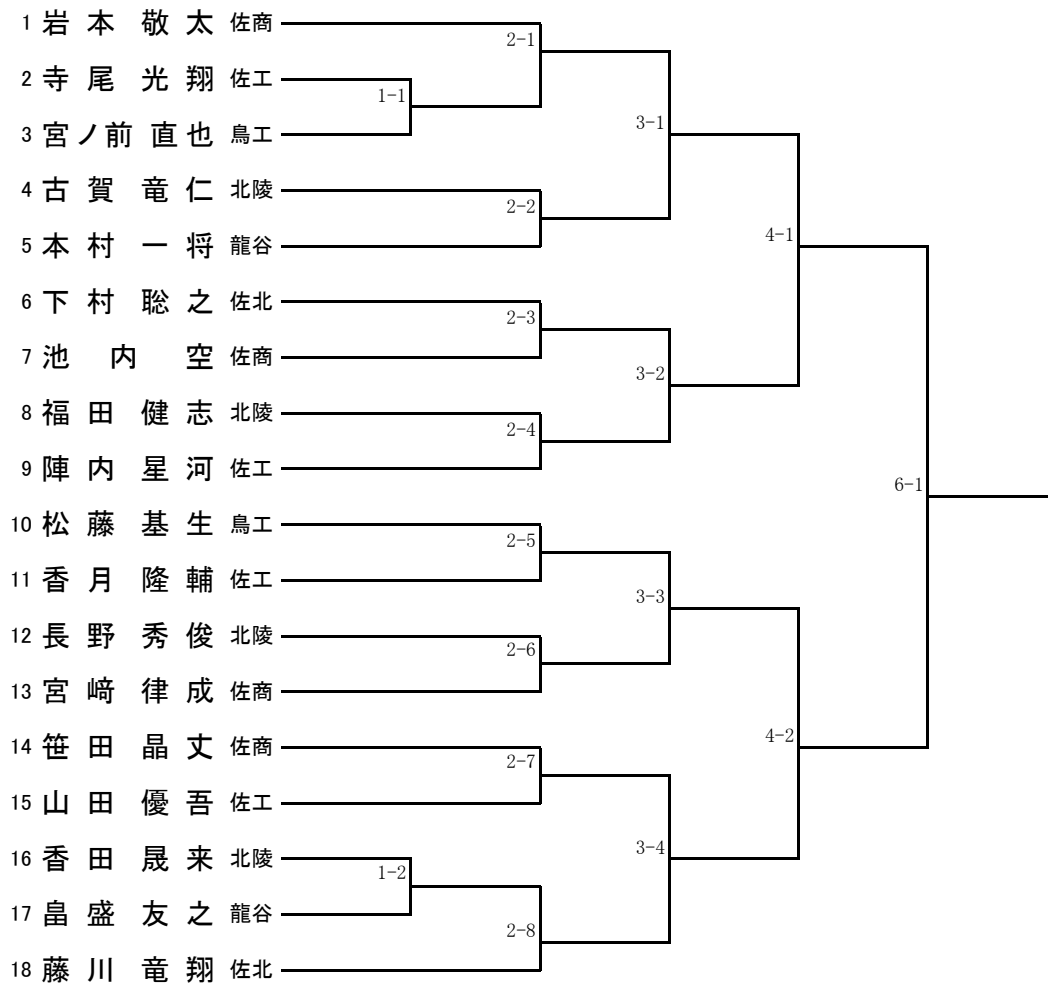 1 岩本 敬太 佐商
2-1
2 寺尾 光翔 佐工
1-1
3 宮ノ前 直也 鳥工
3-1
4 古賀 竜仁 北陵
2-2
5 本村 一将 龍谷
4-1
6 下村 聡之 佐北
2-3
7 池内 空 佐商
3-2
8 福田 健志 北陵
2-4
9 陣内 星河 佐工
6-1
10 松藤 基生 鳥工
2-5
11 香月 隆輔 佐工
3-3
12 長野 秀俊 北陵
2-6
13 宮﨑 律成 佐商
4-2
14 笹田 晶丈 佐商
2-7
15 山田 優吾 佐工
3-4
16 香田 晟来 北陵
1-2
17 畠盛 友之 龍谷
2-8
18 藤川 竜翔 佐北